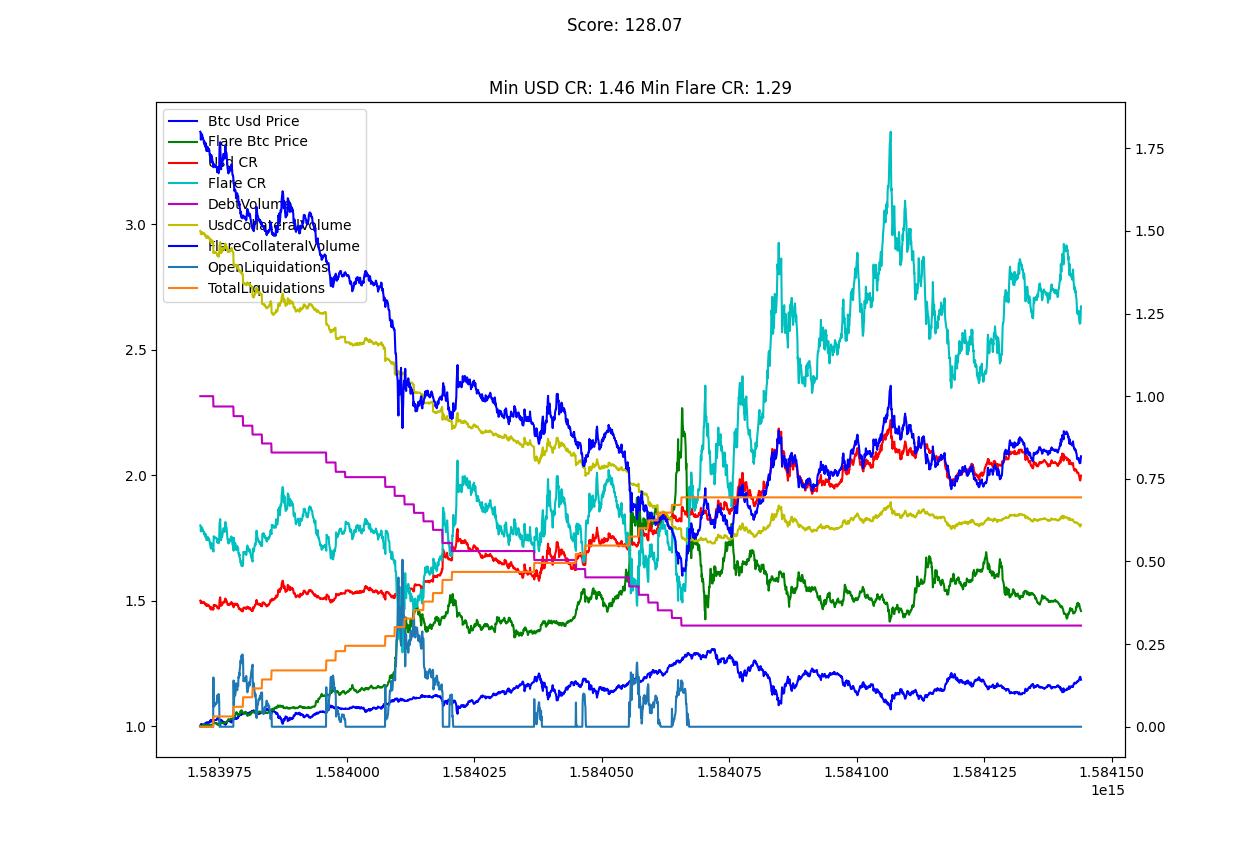 Score: 128.07
Min USD CR: 1.46 Min Flare CR: 1.29
Btc Usd Price
Flare Btc Price
Usd CR
Flare CR
DebtVolume
UsdCollateralVolume
FlareCollateralVolume
OpenLiquidations
TotalLiquidations
3.0
2.5
2.0
1.5
1.0
1.75
1.50
1.25
1.00
0.75
0.50
0.25
0.00
1.583975 1.584000 1.584025 1.584050 1.584075 1.584100 1.584125 1.584150
1e15